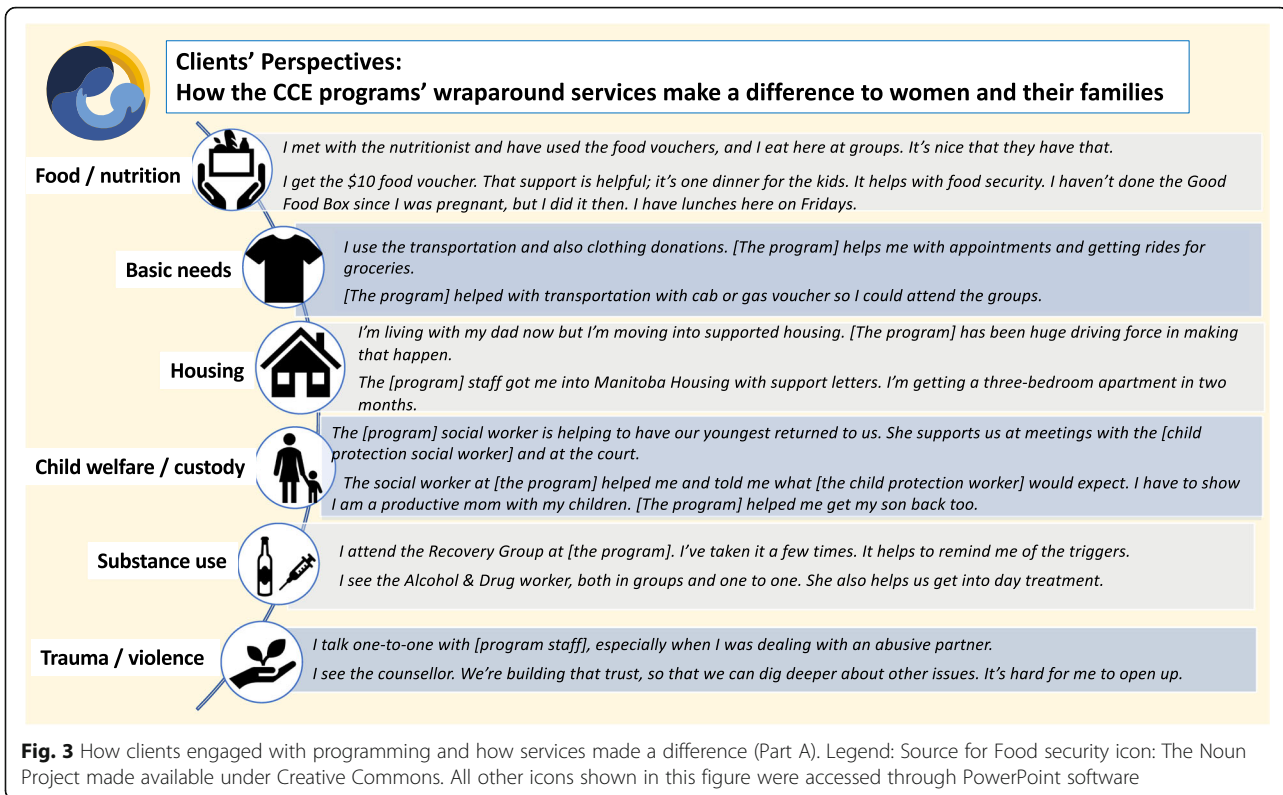 Clients’ Perspectives:
How the CCE programs’ wraparound services make a difference to women and their families
Food / nutrition
I met with the nutritionist and have used the food vouchers, and I eat here at groups. It’s nice that they have that.
I get the $10 food voucher. That support is helpful; it’s one dinner for the kids. It helps with food security. I haven’t done the Good
Food Box since I was pregnant, but I did it then. I have lunches here on Fridays.
Basic needs
I use the transportation and also clothing donations. [The program] helps me with appointments and getting rides for
groceries.
[The program] helped with transportation with cab or gas voucher so I could attend the groups.
Housing
I’m living with my dad now but I’m moving into supported housing. [The program] has been huge driving force in making
that happen.
The [program] staff got me into Manitoba Housing with support letters. I’m getting a three-bedroom apartment in two
months.
Child welfare / custody
The [program] social worker is helping to have our youngest returned to us. She supports us at meetings with the [child
protection social worker] and at the court.
The social worker at [the program] helped me and told me what [the child protection worker] would expect. I have to show
I am a productive mom with my children. [The program] helped me get my son back too.
Substance use
I attend the Recovery Group at [the program]. I’ve taken it a few times. It helps to remind me of the triggers.
I see the Alcohol & Drug worker, both in groups and one to one. She also helps us get into day treatment.
Trauma / violence
I talk one-to-one with [program staff], especially when I was dealing with an abusive partner.
I see the counsellor. We’re building that trust, so that we can dig deeper about other issues. It’s hard for me to open up.
Fig. 3 How clients engaged with programming and how services made a difference (Part A). Legend: Source for Food security icon: The Noun
Project made available under Creative Commons. All other icons shown in this figure were accessed through PowerPoint software